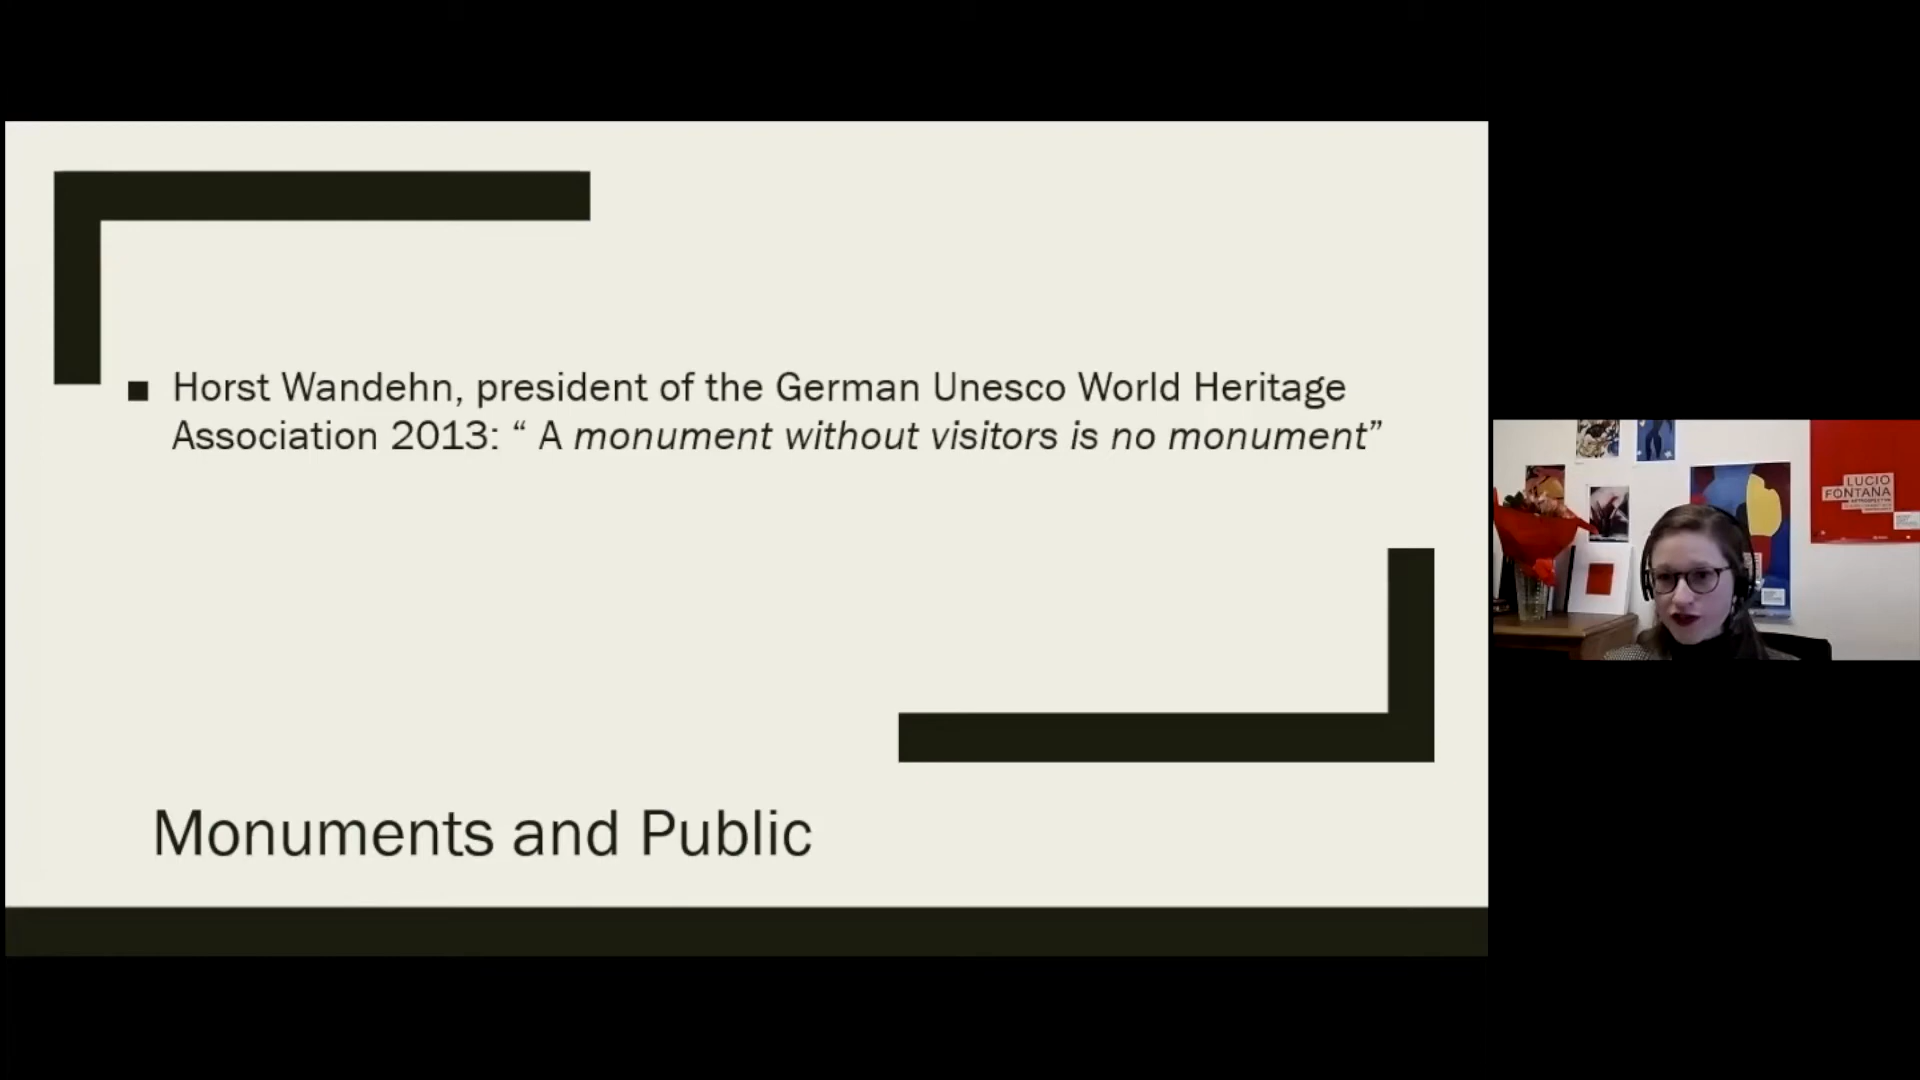 ■ Horst Wandehn, president of the German Unesco World Heritage
Association 2013: “ A monument without visitors is no monument”
Monuments and Public
LUCIO
FONTANA